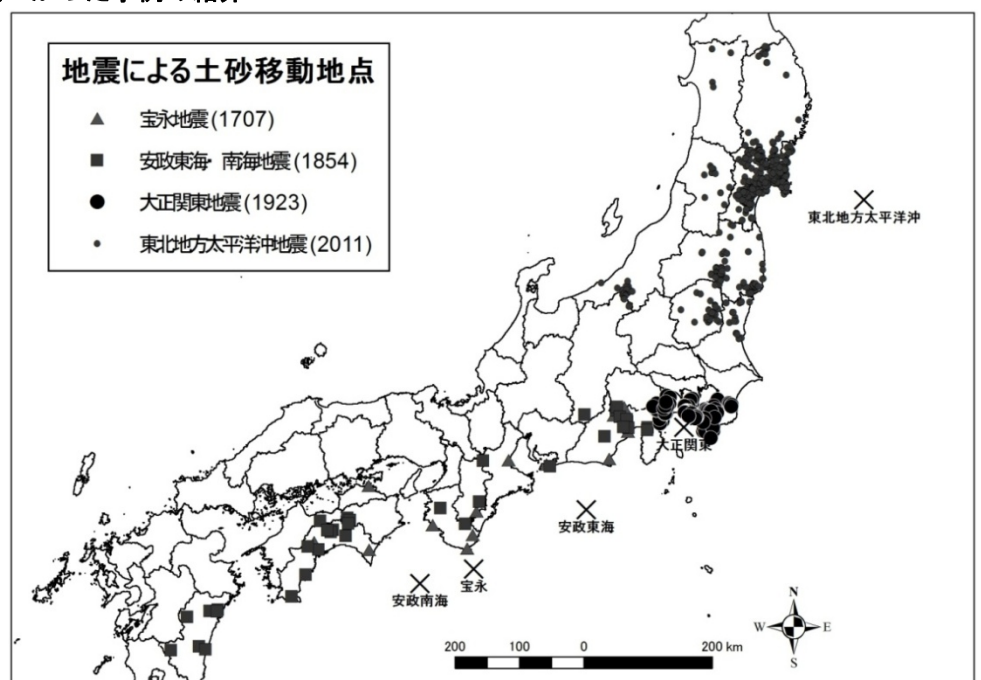 地震による土砂移動地点
宝永地震(1707)
安政東海・南海地震(1854)
大正関東地震(1923)
東北地方太平洋沖地震(2011)
東北地方太平洋沖
大正関東
安政東海
宝永
安政南海
N
W E
S
200 100 0 200 km